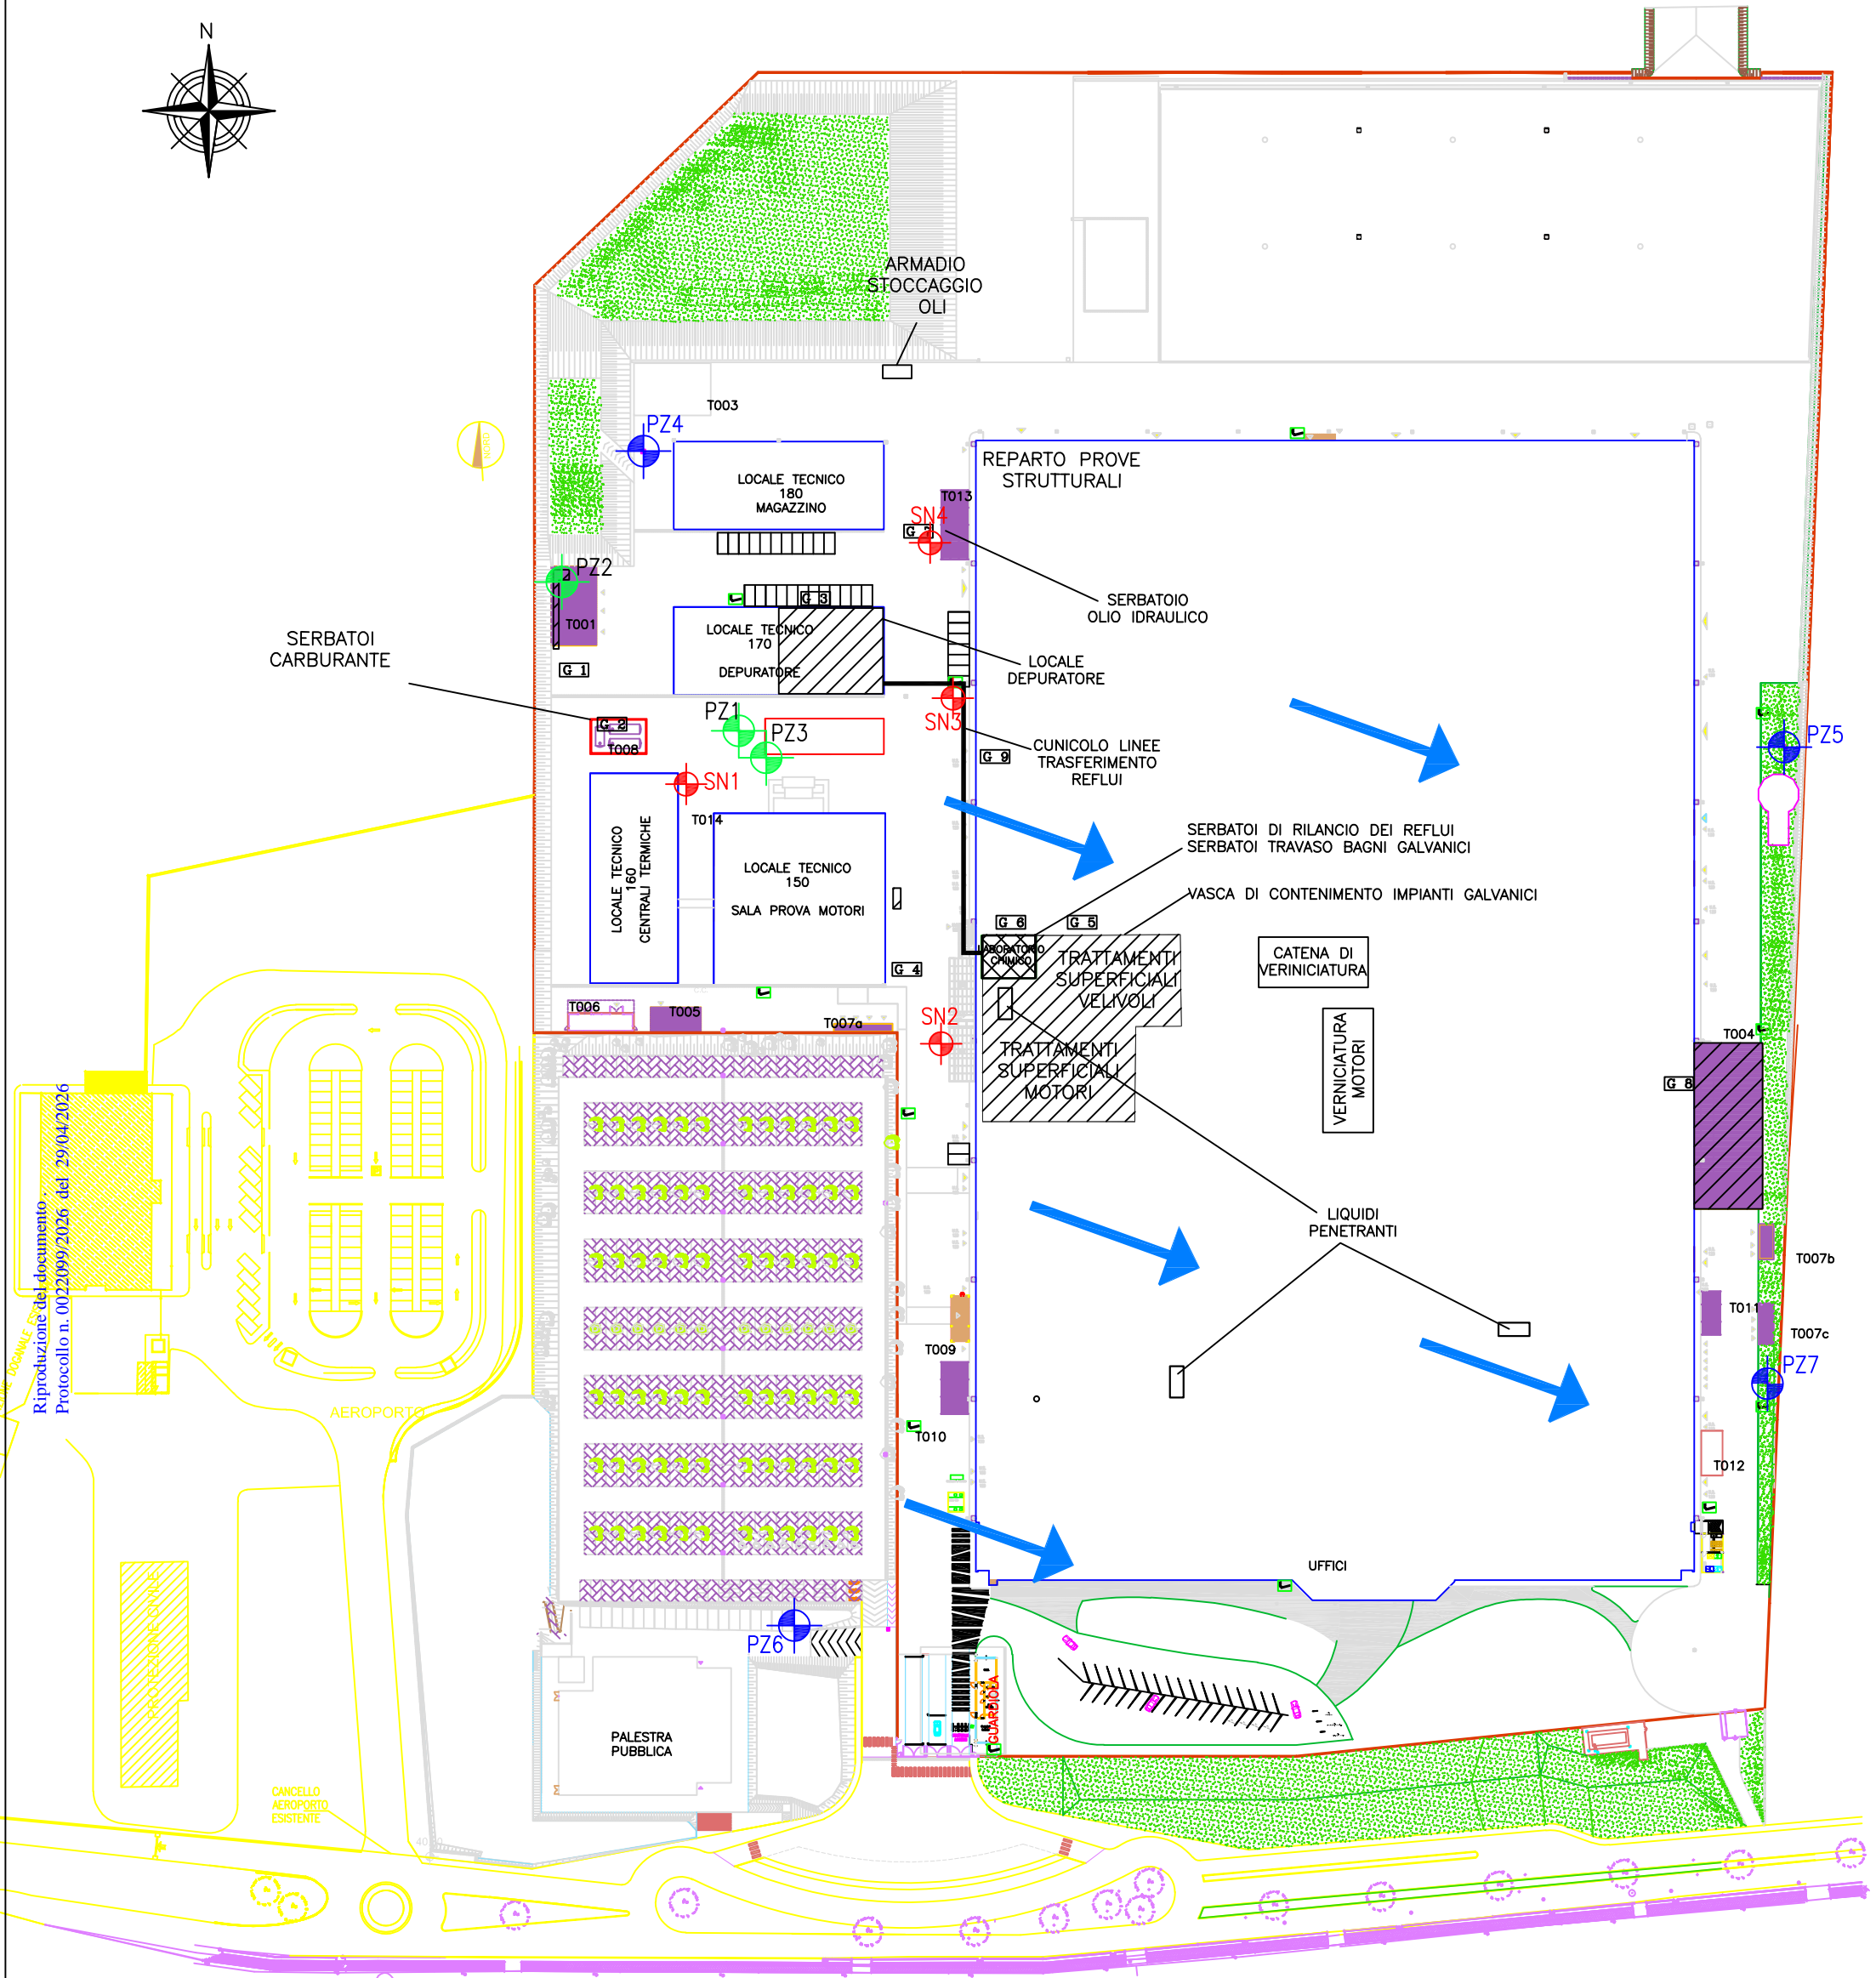 N
ARMADIO
STOCCAGGIO
OLI
T003
PZ4
REPARTO PROVE
STRUTTURALI
LOCALE TECNICO
180
MAGAZZINO
T013
SN4
G 7
PZ2
T001
G 1
G 3
LOCALE TECNICO
170
DEPURATORE
SERBATOIO
OLIO IDRAULICO
LOCALE
DEPURATORE
SERBATOI
CARBURANTE
G 2
T008
PZ1
PZ3
SN3
PZ5
CUNICOLO LINEE
TRASFERIMENTO
REFLUI
G 9
SN1
T014
LOCALE TECNICO
160
CENTRALI TERMICHE
LOCALE TECNICO
150
SALA PROVA MOTORI
SERBATOI DI RILANCIO DEI REFLUI
SERBATOI TRAVASO BAGNI GALVANICI
VASCA DI CONTENIMENTO IMPIANTI GALVANICI
G 6
G 5
LABORATORIO
CHIMICO
TRATTAMENTI
SUPERFICIALI
VELIVOLI
CATENA DI
VERINICIATURA
G 4
T006
T005
T007a
SN2
TRATTAMENTI
SUPERFICIALI
MOTORI
VERNICIATURA
MOTORI
T004
G 8
LIQUIDI
PENETRANTI
T007b
T011
T007c
PZ7
T009
T010
T012
AEROPORTO
Riproduzione del documento .
Protocollo n. 0022099/2026 del 29/04/2026
PROTEZIONE CIVILE
UFFICI
PZ6
GUARDIOLA
PALESTRA
PUBBLICA
CANCELLO
AEROPORTO
ESISTENTE